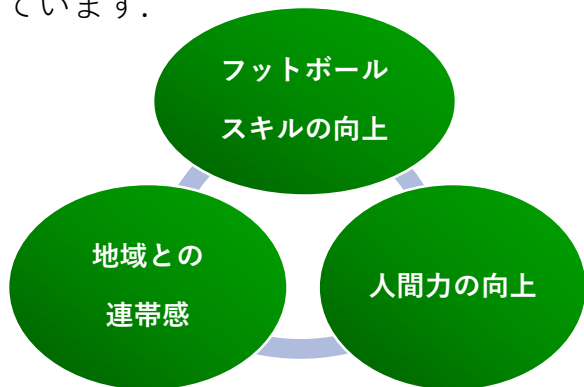 ています.
フットボール
スキルの向上
地域との
連帯感
人間力の向上